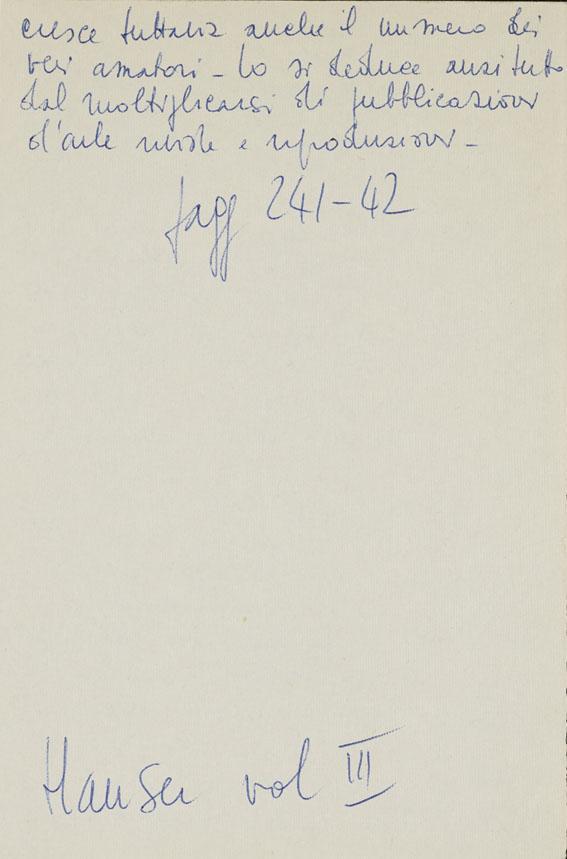 cresce tuttavia anche il numero dei
veri amatori - lo si deduce anzitutto
dal moltiplicarsi di pubblicazioni
d'arte riviste e riproduzioni -
pagg 241-42
Hauser vol III